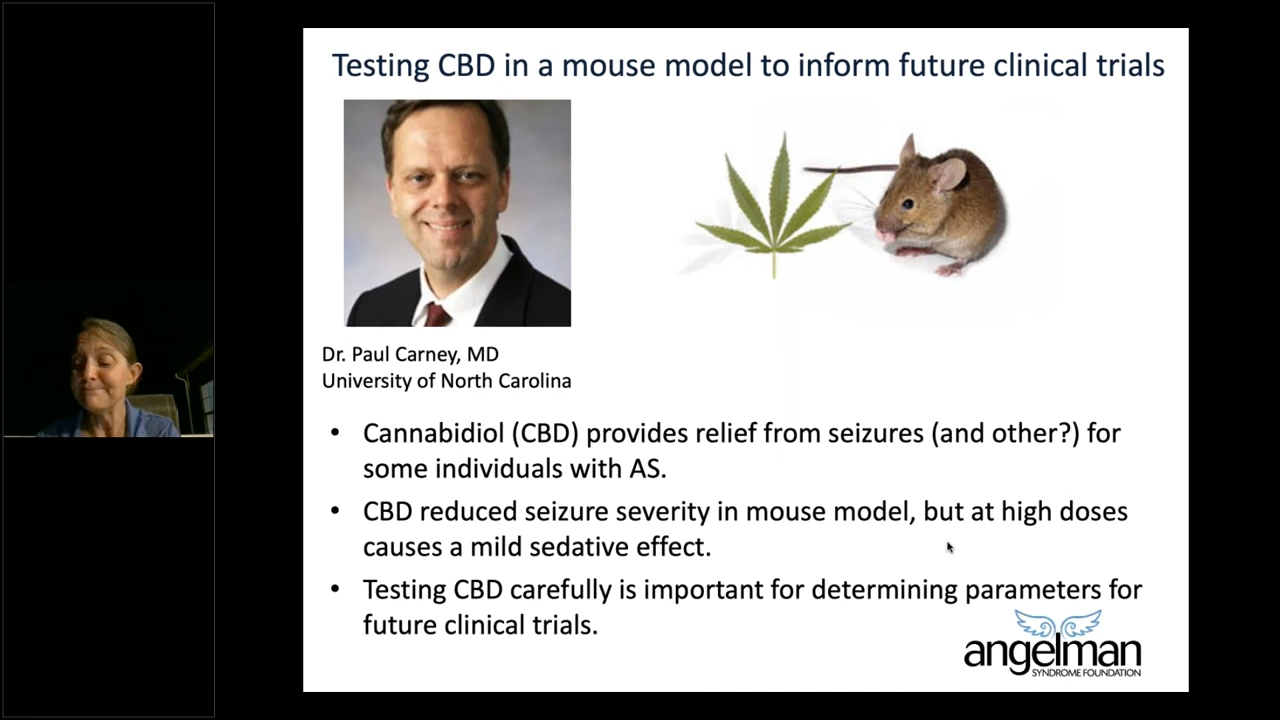 Testing CBD in a mouse model to inform future clinical trials
Dr. Paul Carney, MD
University of North Carolina
• Cannabidiol (CBD) provides relief from seizures (and other?) for
some individuals with AS.
• CBD reduced seizure severity in mouse model, but at high doses
causes a mild sedative effect.
• Testing CBD carefully is important for determining parameters for
future clinical trials.
angelman
SYNDROME FOUNDATION